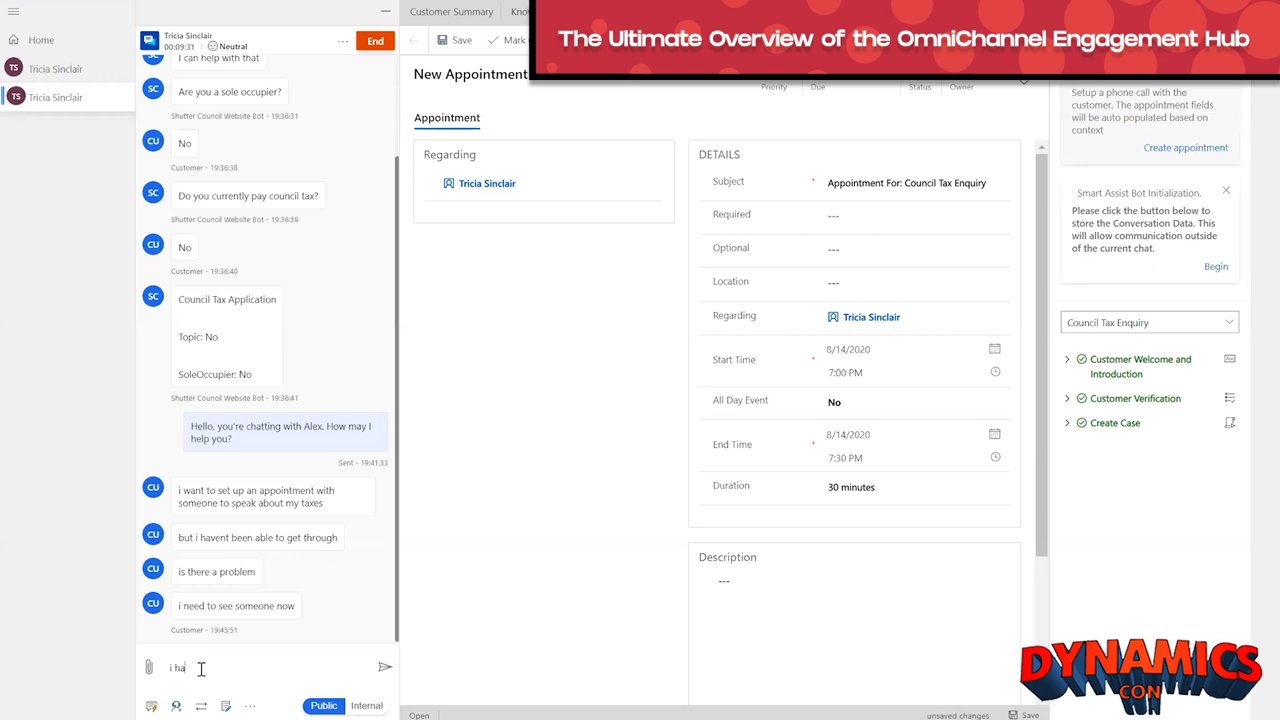 Home
TS Tricia Sinclair
TS Tricia Sinclair
Tricia Sinclair
00:09:31 Neutral
... End
I can help with that
SC Are you a sole occupier?
Shutter Council Website Bot - 19:36:31
CU No
Customer - 19:36:38
SC Do you currently pay council tax?
Shutter Council Website Bot - 19:36:38
CU No
Customer - 19:36:40
SC Council Tax Application
Topic: No
SoleOccupier: No
Shutter Council Website Bot - 19:36:41
Hello, you're chatting with Alex. How may I
help you?
Sent - 19:41:33
CU i want to set up an appointment with
someone to speak about my taxes
CU but i havent been able to get through
CU is there a problem
CU i need to see someone now
Customer - 19:43:51
i ha
... Public Internal
Customer Summary
Save Mark
New Appointment
Priority Due Status Owner
Appointment
Regarding
Tricia Sinclair
DETAILS
Subject * Appointment For: Council Tax Enquiry
Required ---
Optional ---
Location ---
Regarding Tricia Sinclair
Start Time * 8/14/2020
7:00 PM
All Day Event No
End Time * 8/14/2020
7:30 PM
Duration 30 minutes
Description
---
Open unsaved changes Save
The Ultimate Overview of the OmniChannel Engagement Hub
Setup a phone call with the
customer. The appointment fields
will be auto populated based on
context
Create appointment
Smart Assist Bot Initialization.
Please click the button below to
store the Conversation Data. This
will allow communication outside
of the current chat.
Begin
Council Tax Enquiry
Customer Welcome and
Introduction
Customer Verification
Create Case
DYNAMICS
CON